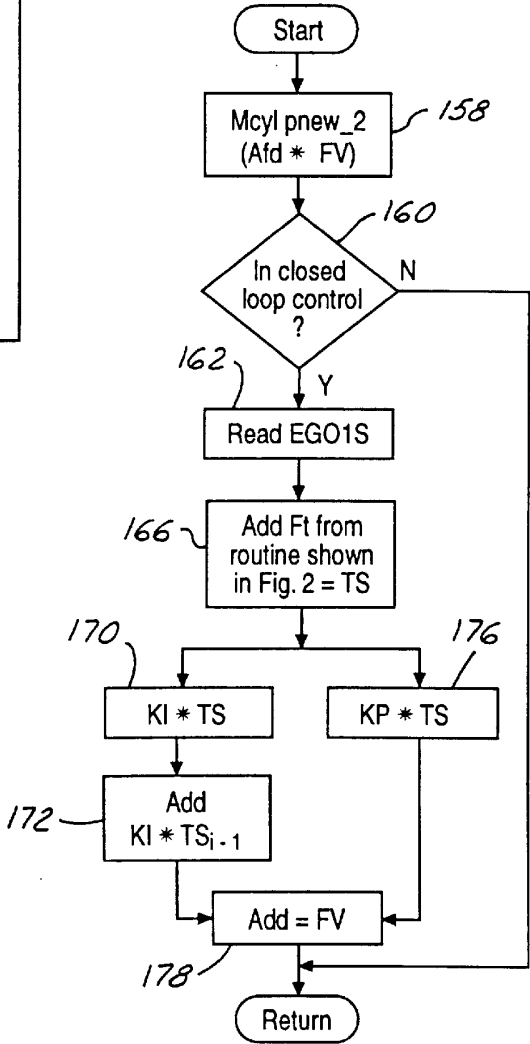 Start
Mcyl pnew_2
(Afd * FV)
158
160
In closed
loop control
?
N
Y
162
Read EGO1S
166
Add Ft from
routine shown
in Fig. 2 = TS
170
176
KI * TS
KP * TS
172
Add
KI * TSi - 1
Add = FV
178
Return